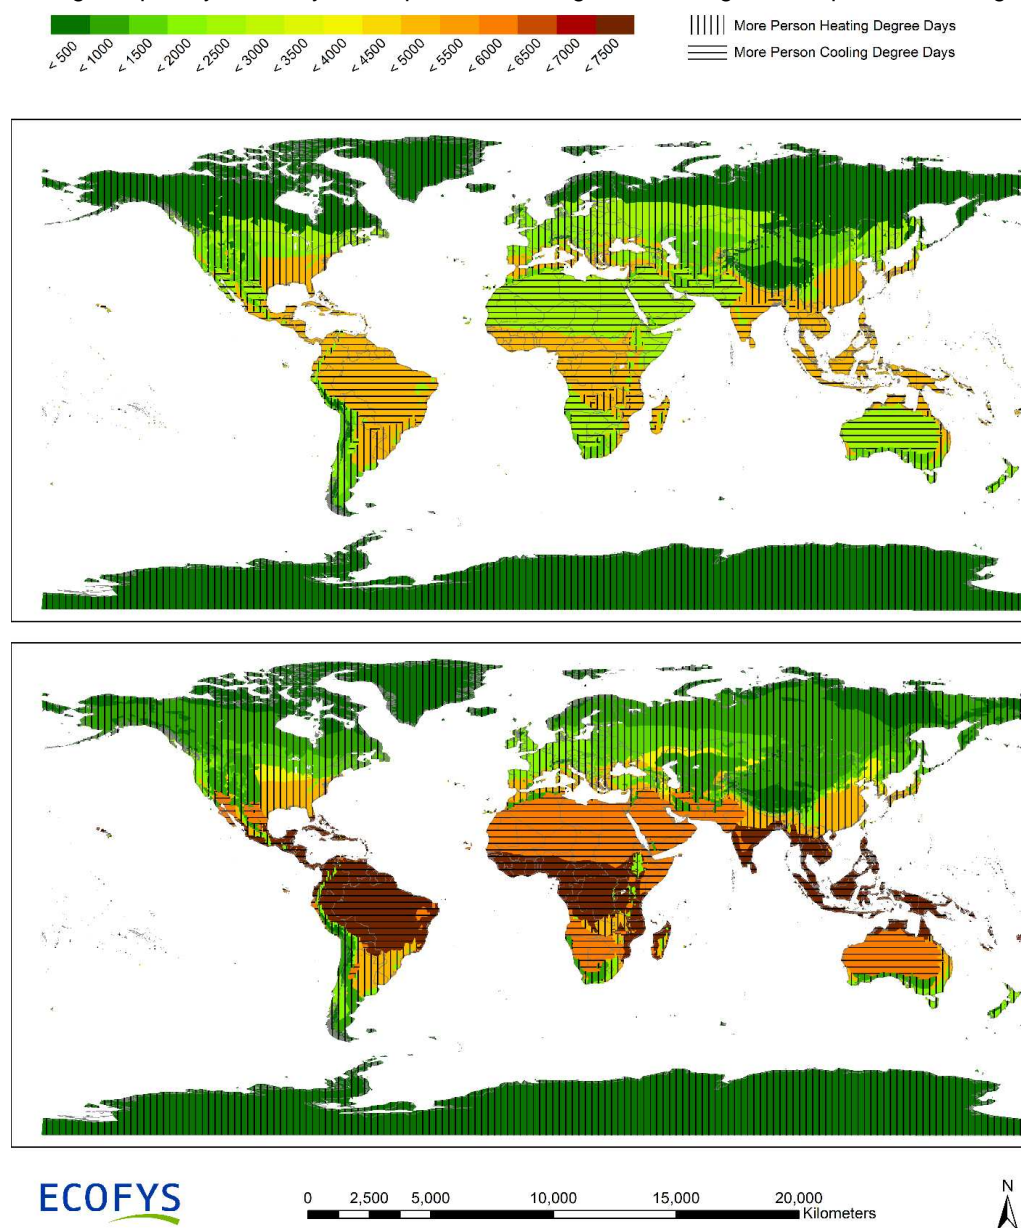 < 500
< 1000
< 1500
< 2000
< 2500
< 3000
< 3500
< 4000
< 4500
< 5000
< 5500
< 6000
< 6500
< 7000
< 7500
More Person Heating Degree Days
More Person Cooling Degree Days
ECOFYS
0 2,500 5,000 10,000 15,000 20,000
Kilometers
N